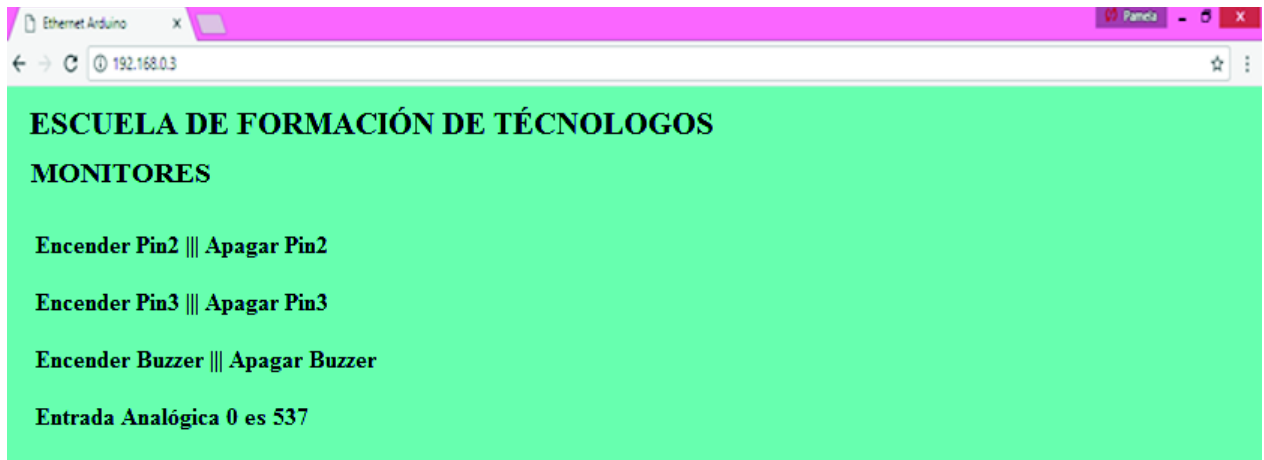 Ethernet Arduino
Pamela
192.168.0.3
ESCUELA DE FORMACIÓN DE TÉCNOLOGOS
MONITORES
Encender Pin2 ||| Apagar Pin2
Encender Pin3 ||| Apagar Pin3
Encender Buzzer ||| Apagar Buzzer
Entrada Analógica 0 es 537